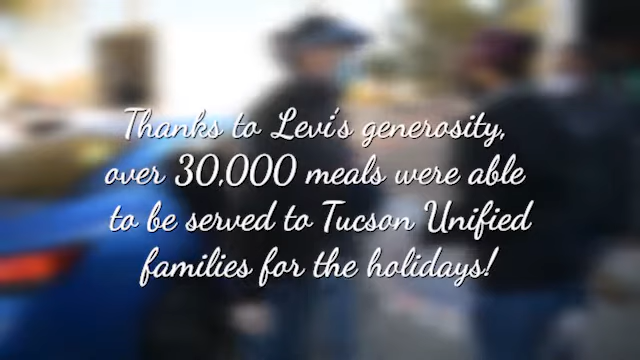 Thanks to Levi's generosity,
over 30,000 meals were able
to be served to Tucson Unified
families for the holidays!